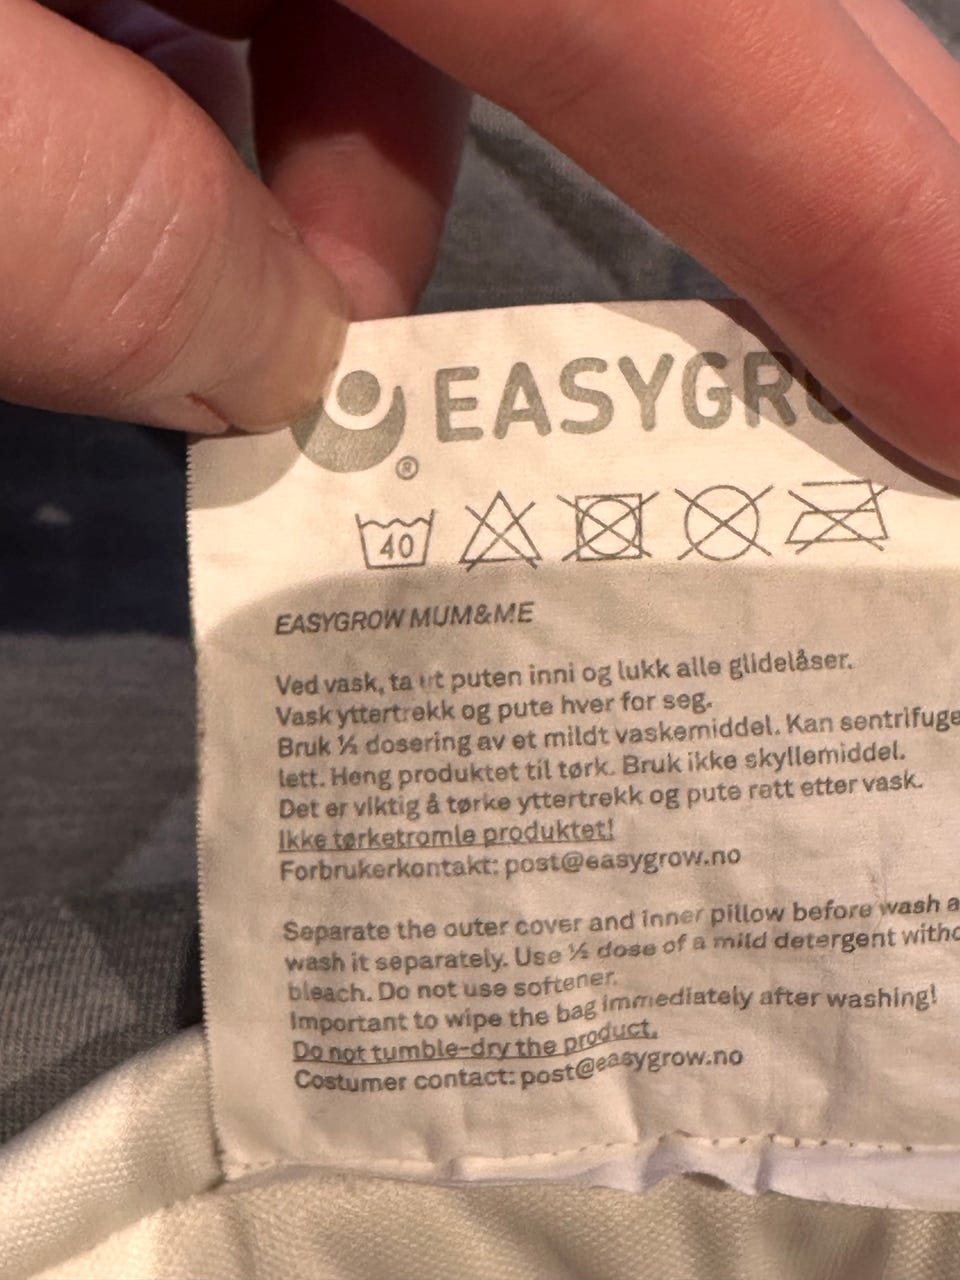 EASYGR
®
40
EASYGROW MUM&ME
Ved vask, ta ut puten inni og lukk alle glidelåser.
Vask yttertrekk og pute hver for seg.
Bruk ½ dosering av et mildt vaskemiddel. Kan sentrifuge
lett. Heng produktet til tørk. Bruk ikke skyllemiddel.
Det er viktig å tørke yttertrekk og pute rett etter vask.
Ikke tørketromle produktet!
Forbrukerkontakt: post@easygrow.no
Separate the outer cover and inner pillow before wash a
wash it separately. Use ½ dose of a mild detergent witho
bleach. Do not use softener.
Important to wipe the bag immediately after washing!
Do not tumble-dry the product.
Costumer contact: post@easygrow.no